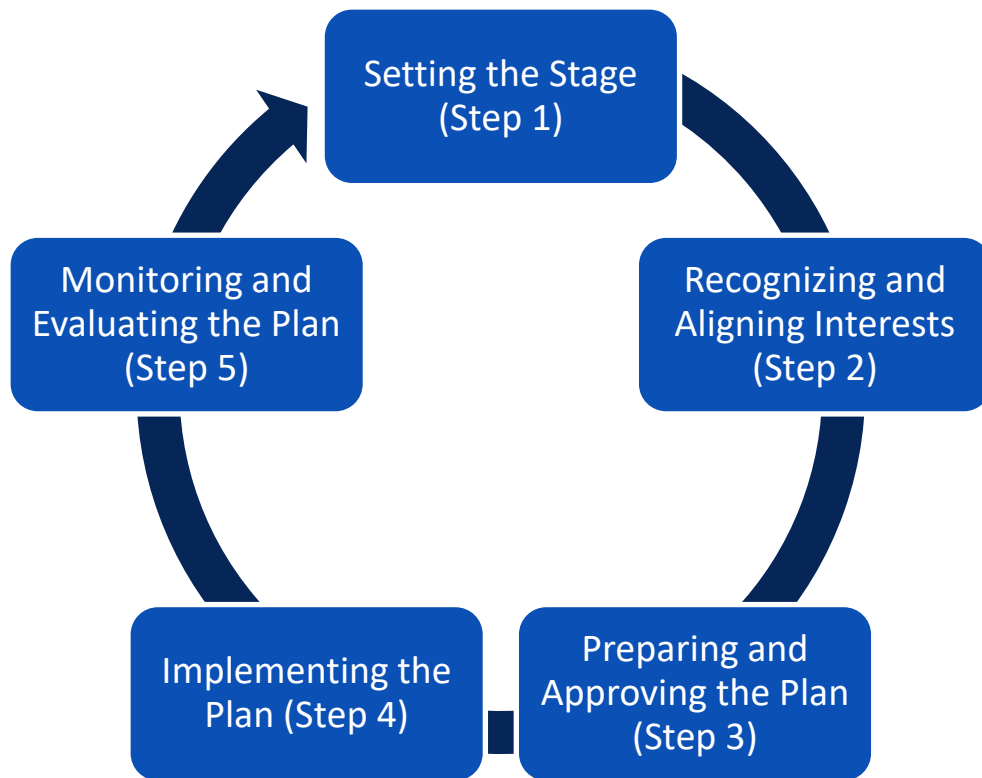 Setting the Stage
(Step 1)
Recognizing and
Aligning Interests
(Step 2)
Preparing and
Approving the Plan
(Step 3)
Implementing the
Plan (Step 4)
Monitoring and
Evaluating the Plan
(Step 5)